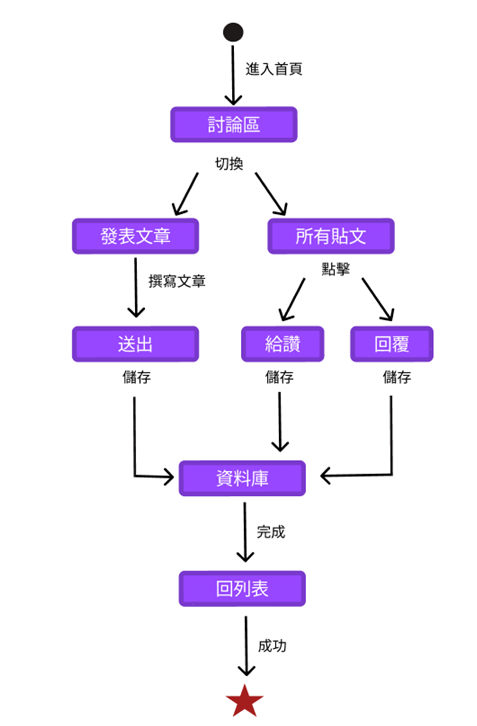 進入首頁
討論區
切換
發表文章
所有貼文
點擊
撰寫文章
送出
給讚
回覆
儲存
儲存
儲存
資料庫
完成
回列表
成功